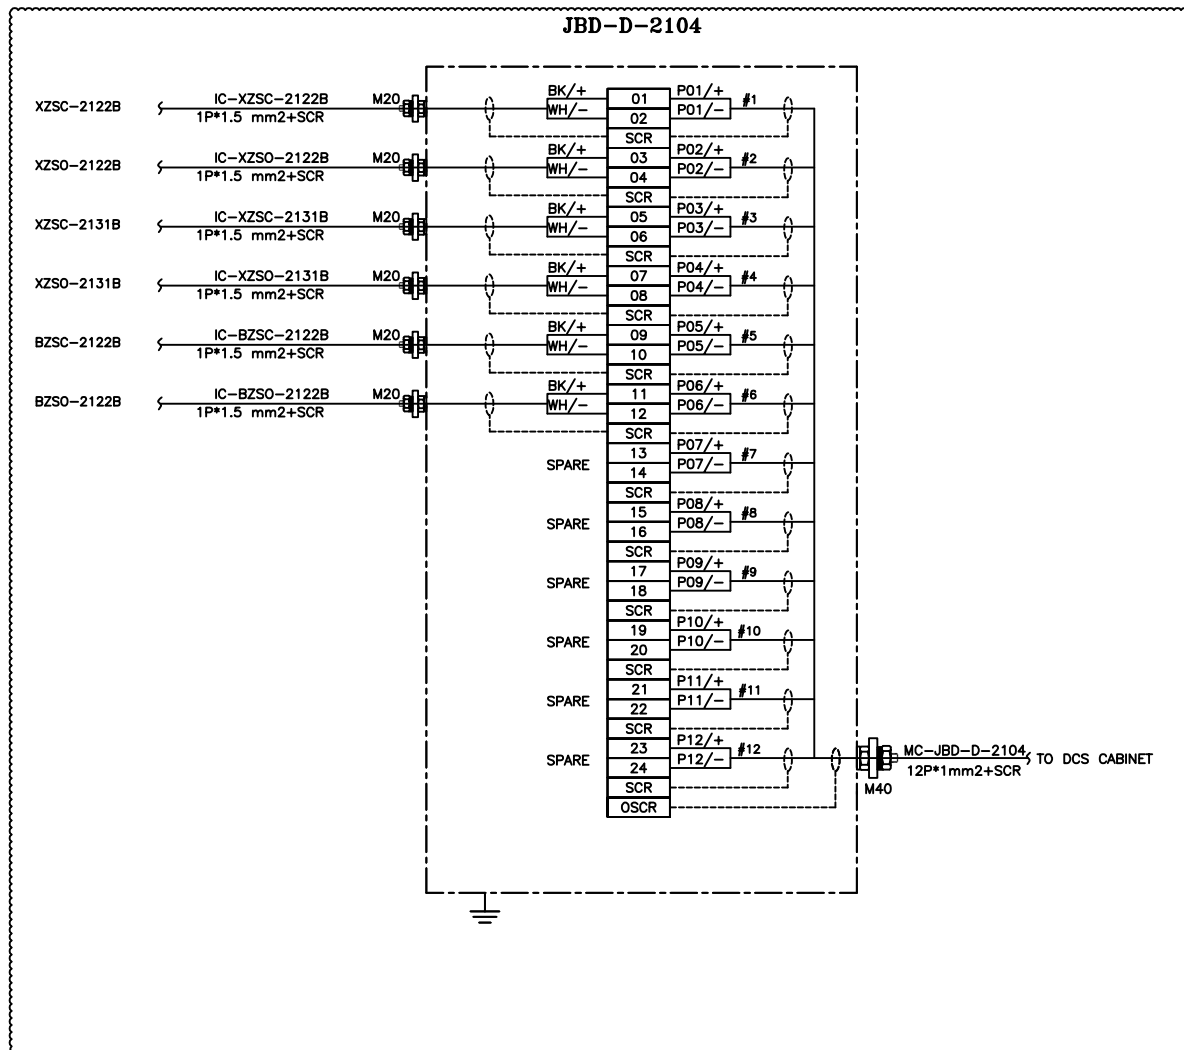 JBD-D-2104
XZSC-2122B IC-XZSC-2122B M20 BK/+ 01 P01/+ #1
1P*1.5 mm2+SCR WH/- 02 P01/-
SCR
XZSO-2122B IC-XZSO-2122B M20 BK/+ 03 P02/+ #2
1P*1.5 mm2+SCR WH/- 04 P02/-
SCR
XZSC-2131B IC-XZSC-2131B M20 BK/+ 05 P03/+ #3
1P*1.5 mm2+SCR WH/- 06 P03/-
SCR
XZSO-2131B IC-XZSO-2131B M20 BK/+ 07 P04/+ #4
1P*1.5 mm2+SCR WH/- 08 P04/-
SCR
BZSC-2122B IC-BZSC-2122B M20 BK/+ 09 P05/+ #5
1P*1.5 mm2+SCR WH/- 10 P05/-
SCR
BZSO-2122B IC-BZSO-2122B M20 BK/+ 11 P06/+ #6
1P*1.5 mm2+SCR WH/- 12 P06/-
SCR
13 P07/+ #7
SPARE 14 P07/-
SCR
15 P08/+ #8
SPARE 16 P08/-
SCR
17 P09/+ #9
SPARE 18 P09/-
SCR
19 P10/+ #10
SPARE 20 P10/-
SCR
21 P11/+ #11
SPARE 22 P11/-
SCR
23 P12/+ #12 MC-JBD-D-2104
SPARE 24 P12/- TO DCS CABINET
12P*1mm2+SCR
SCR M40
OSCR